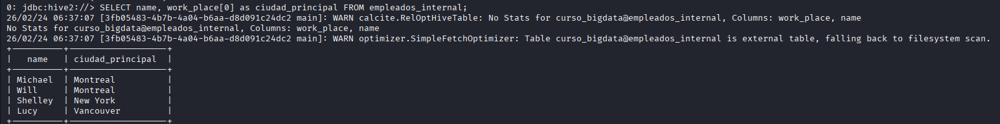 0: jdbc:hive2://> SELECT name, work_place[0] as ciudad_principal FROM empleados_internal;
26/02/24 06:37:07 [3fb05483-4b7b-4a04-b6aa-d8d091c24dc2 main]: WARN calcite.RelOptHiveTable: No Stats for curso_bigdata@empleados_internal, Columns: work_place, name
No Stats for curso_bigdata@empleados_internal, Columns: work_place, name
26/02/24 06:37:07 [3fb05483-4b7b-4a04-b6aa-d8d091c24dc2 main]: WARN optimizer.SimpleFetchOptimizer: Table curso_bigdata@empleados_internal is external table, falling back to filesystem scan.
+----------+-------------------+
| name | ciudad_principal |
+----------+-------------------+
| Michael | Montreal |
| Will | Montreal |
| Shelley | New York |
| Lucy | Vancouver |
+----------+-------------------+